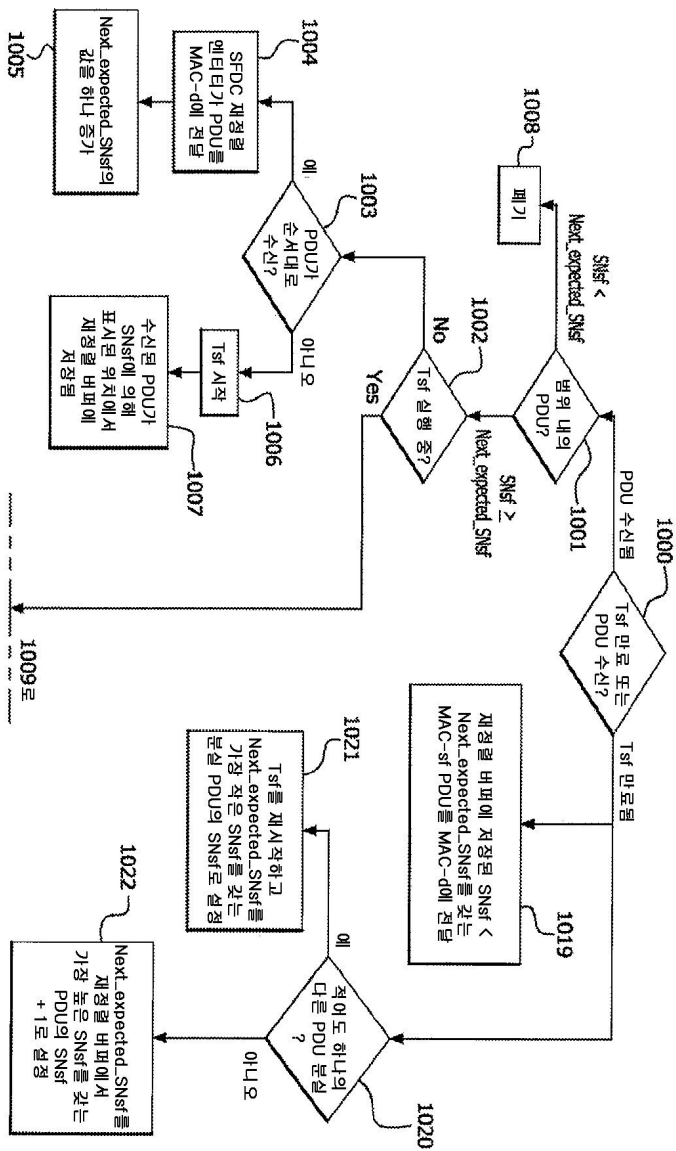 1000
Tsf 만료 또는
PDU 수신?
PDU 수신됨
Tsf 만료됨
범위 내의
PDU?
1001
SNsf <
Next_expected_SNsf
폐기
1008
SNsf ≥
Next_expected_SNsf
1002
Tsf 실행 중?
No
Yes
1003
PDU가
순서대로
수신?
예
아니오
1004
SFDC 재정렬
엔터티가 PDU를
MAC-d에 전달
1005
Next_expected_SNsf의
값을 하나 증가
Tsf 시작
1006
수신된 PDU가
SNsf에 의해
표시된 위치에서
재정렬 버퍼에
저장됨
1007
1009로
재정렬 버퍼에 저장된 SNsf <
Next_expected_SNsf를 갖는
MAC-sf PDU를 MAC-d에 전달
1019
적어도 하나의
다른 PDU 분실
?
1020
예
아니오
Tsf를 재시작하고
Next_expected_SNsf를
가장 작은 SNsf를 갖는
분실 PDU의 SNsf로 설정
1021
1022
Next_expected_SNsf를
재정렬 버퍼에서
가장 높은 SNsf를 갖는
PDU의 SNsf
+ 1로 설정